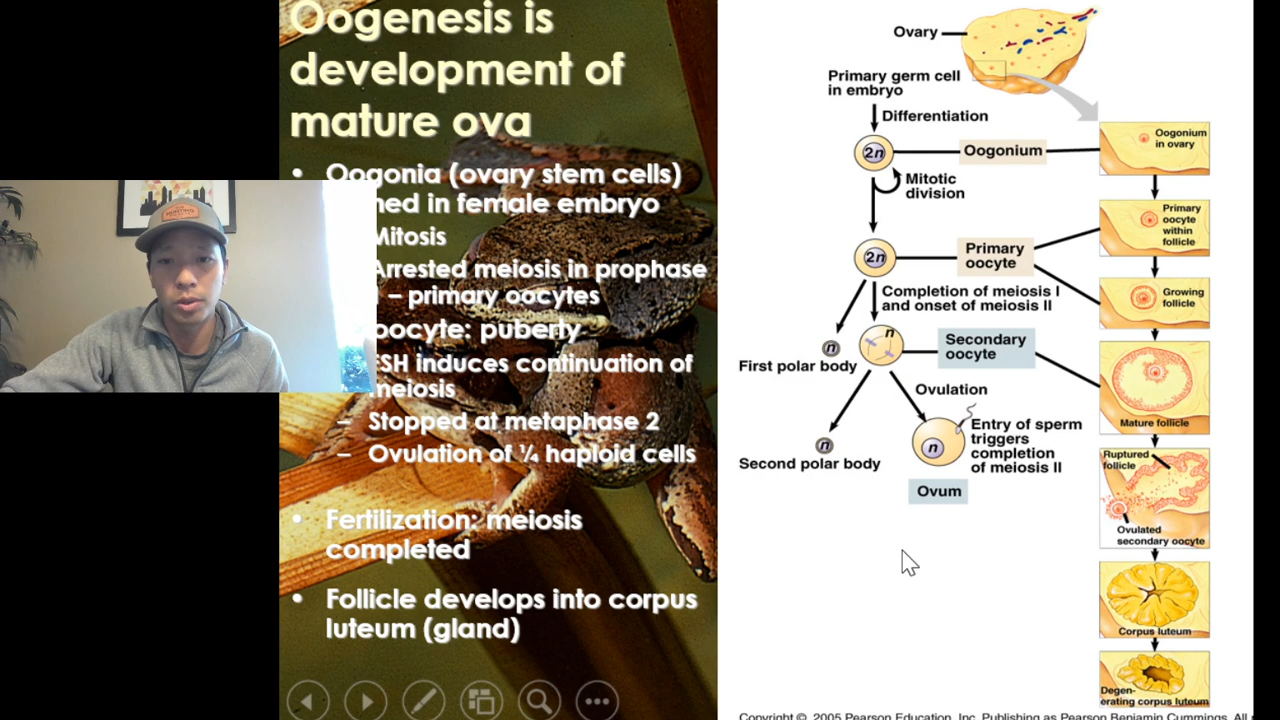 Oogenesis is
development of
mature ova
• Oogonia (ovary stem cells)
ned in female embryo
Mitosis
Arrested meiosis in prophase
– primary oocytes
oocyte: puberty
FSH induces continuation of
meiosis
– Stopped at metaphase 2
– Ovulation of ¼ haploid cells
• Fertilization: meiosis
completed
• Follicle develops into corpus
luteum (gland)
Ovary
Primary germ cell
in embryo
Differentiation
2n
Oogonium
Oogonium
in ovary
Mitotic
division
Primary
oocyte
within
follicle
2n
Primary
oocyte
Completion of meiosis I
and onset of meiosis II
Growing
follicle
n
n
First polar body
Secondary
oocyte
Ovulation
Mature follicle
n
Second polar body
n
Entry of sperm
triggers
completion
of meiosis II
Ovum
Ruptured
follicle
Ovulated
secondary oocyte
Corpus luteum
Degen-
erating corpus luteum
Copyright © 2005 Pearson Education, Inc. Publishing as Pearson Benjamin Cummings. All